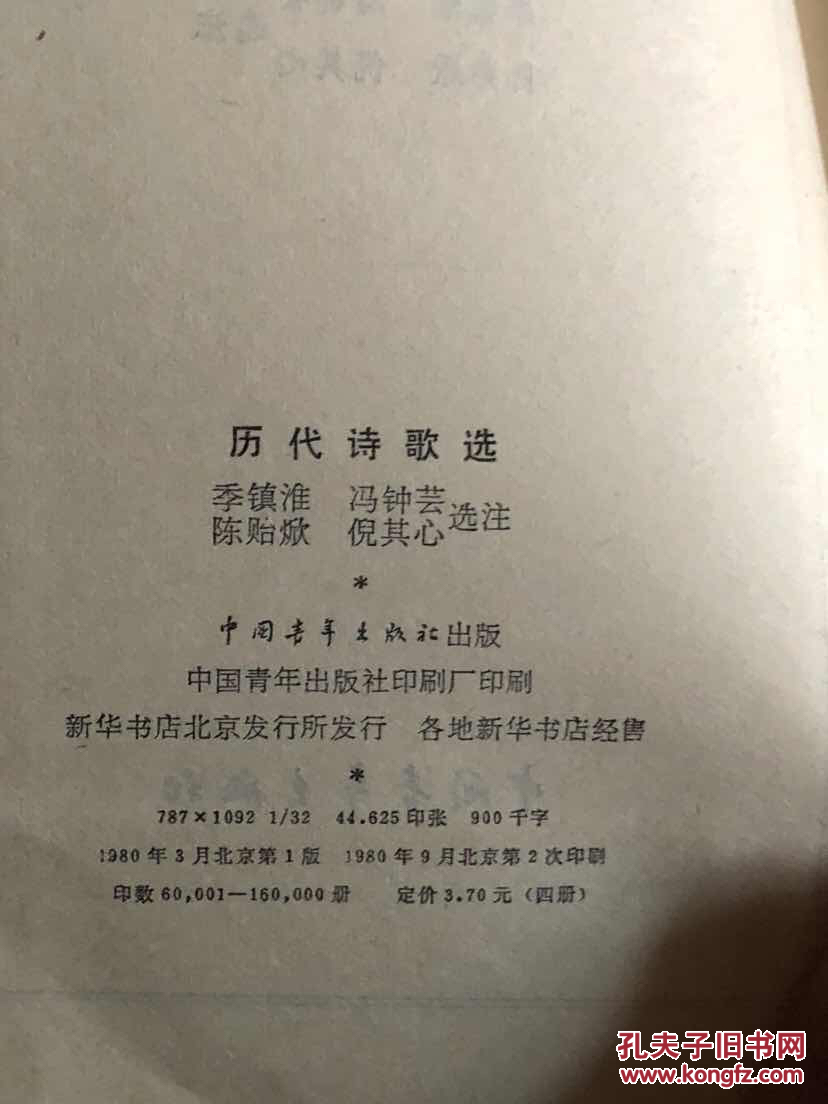 历代诗歌选
季镇淮 冯钟芸
陈贻焮 倪其心 选注
*
中国青年出版社出版
中国青年出版社印刷厂印刷
新华书店北京发行所发行 各地新华书店经售
*
787×1092 1/32 44.625印张 900千字
1980年3月北京第1版 1980年9月北京第2次印刷
印数60,001—160,000册 定价3.70元(四册)
孔夫子旧书网
www.kongfz.com